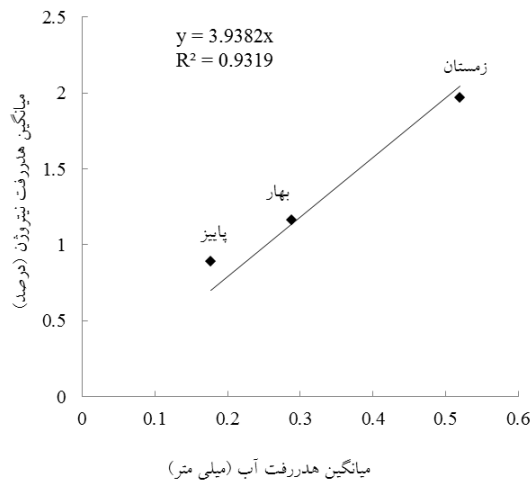 2.5
2
1.5
1
0.5
0
0
0.1
0.2
0.3
0.4
0.5
0.6
y = 3.9382x
R² = 0.9319
زمستان
بهار
پاییز
میانگین هدررفت نیتروژن (درصد)
میانگین هدررفت آب (میلی متر)